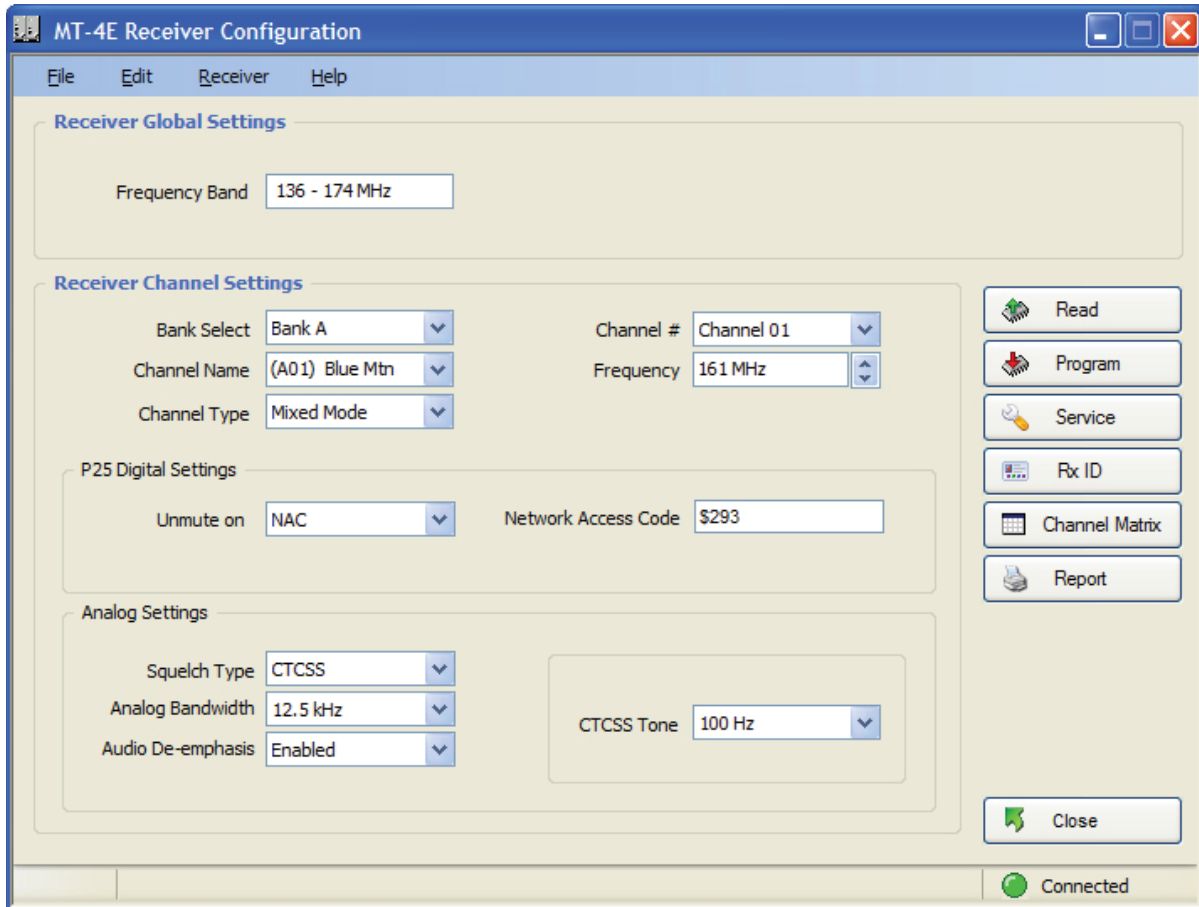 MT-4E Receiver Configuration
File Edit Receiver Help
Receiver Global Settings
Frequency Band 136 - 174 MHz
Receiver Channel Settings
Bank Select Bank A Channel # Channel 01
Channel Name (A01) Blue Mtn Frequency 161 MHz
Channel Type Mixed Mode
P25 Digital Settings
Unmute on NAC Network Access Code $293
Analog Settings
Squelch Type CTCSS
Analog Bandwidth 12.5 kHz
Audio De-emphasis Enabled
CTCSS Tone 100 Hz
Read
Program
Service
Rx ID
Channel Matrix
Report
Close
Connected